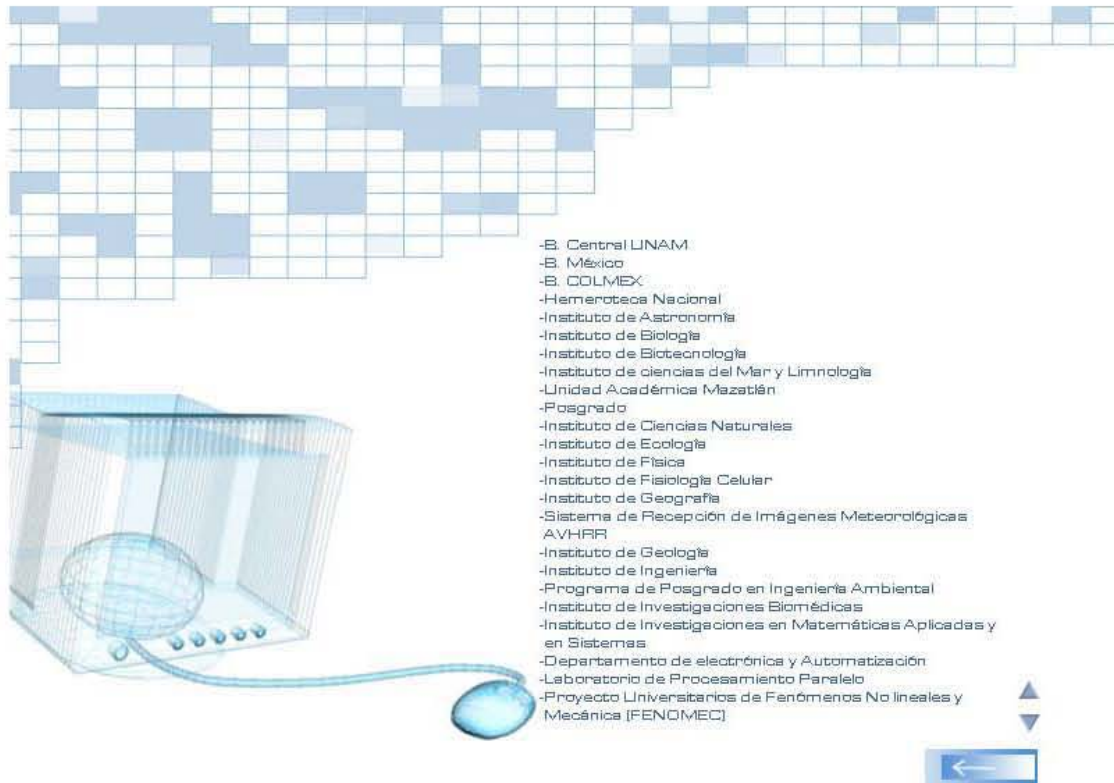 -B. Central UNAM
-B. México
-B. COLMEX
-Hemeroteca Nacional
-Instituto de Astronomía
-Instituto de Biología
-Instituto de Biotecnología
-Instituto de ciencias del Mar y Limnología
-Unidad Académica Mazatlán
-Posgrado
-Instituto de Ciencias Naturales
-Instituto de Ecología
-Instituto de Física
-Instituto de Fisiología Celular
-Instituto de Geografía
-Sistema de Recepción de Imágenes Meteorológicas
AVHRR
-Instituto de Geología
-Instituto de Ingeniería
-Programa de Posgrado en Ingeniería Ambiental
-Instituto de Investigaciones Biomédicas
-Instituto de Investigaciones en Matemáticas Aplicadas y
en Sistemas
-Departamento de electrónica y Automatización
-Laboratorio de Procesamiento Paralelo
-Proyecto Universitarios de Fenómenos No lineales y
Mecánica [FENOMEC]